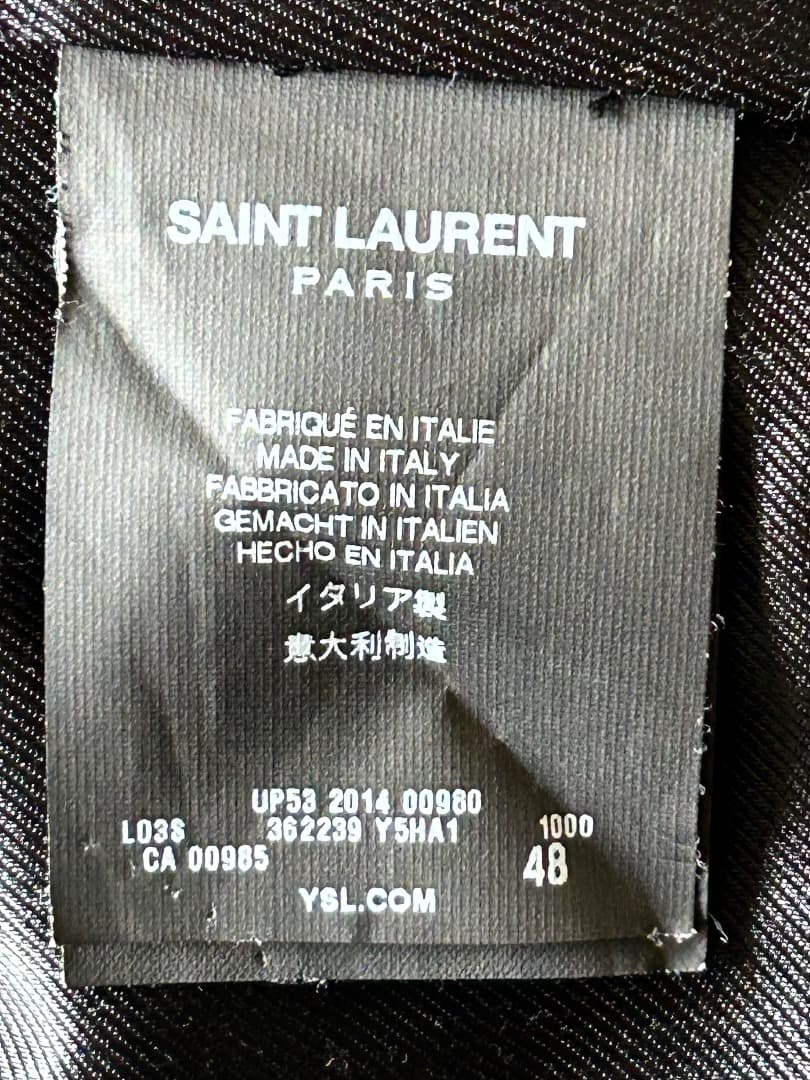 SAINT LAURENT
PARIS
FABRIQUÉ EN ITALIE
MADE IN ITALY
FABBRICATO IN ITALIA
GEMACHT IN ITALIEN
HECHO EN ITALIA
イタリア製
意大利制造
UP53 2014 00980
L03S 362239 Y5HA1 1000
CA 00985 48
YSL.COM